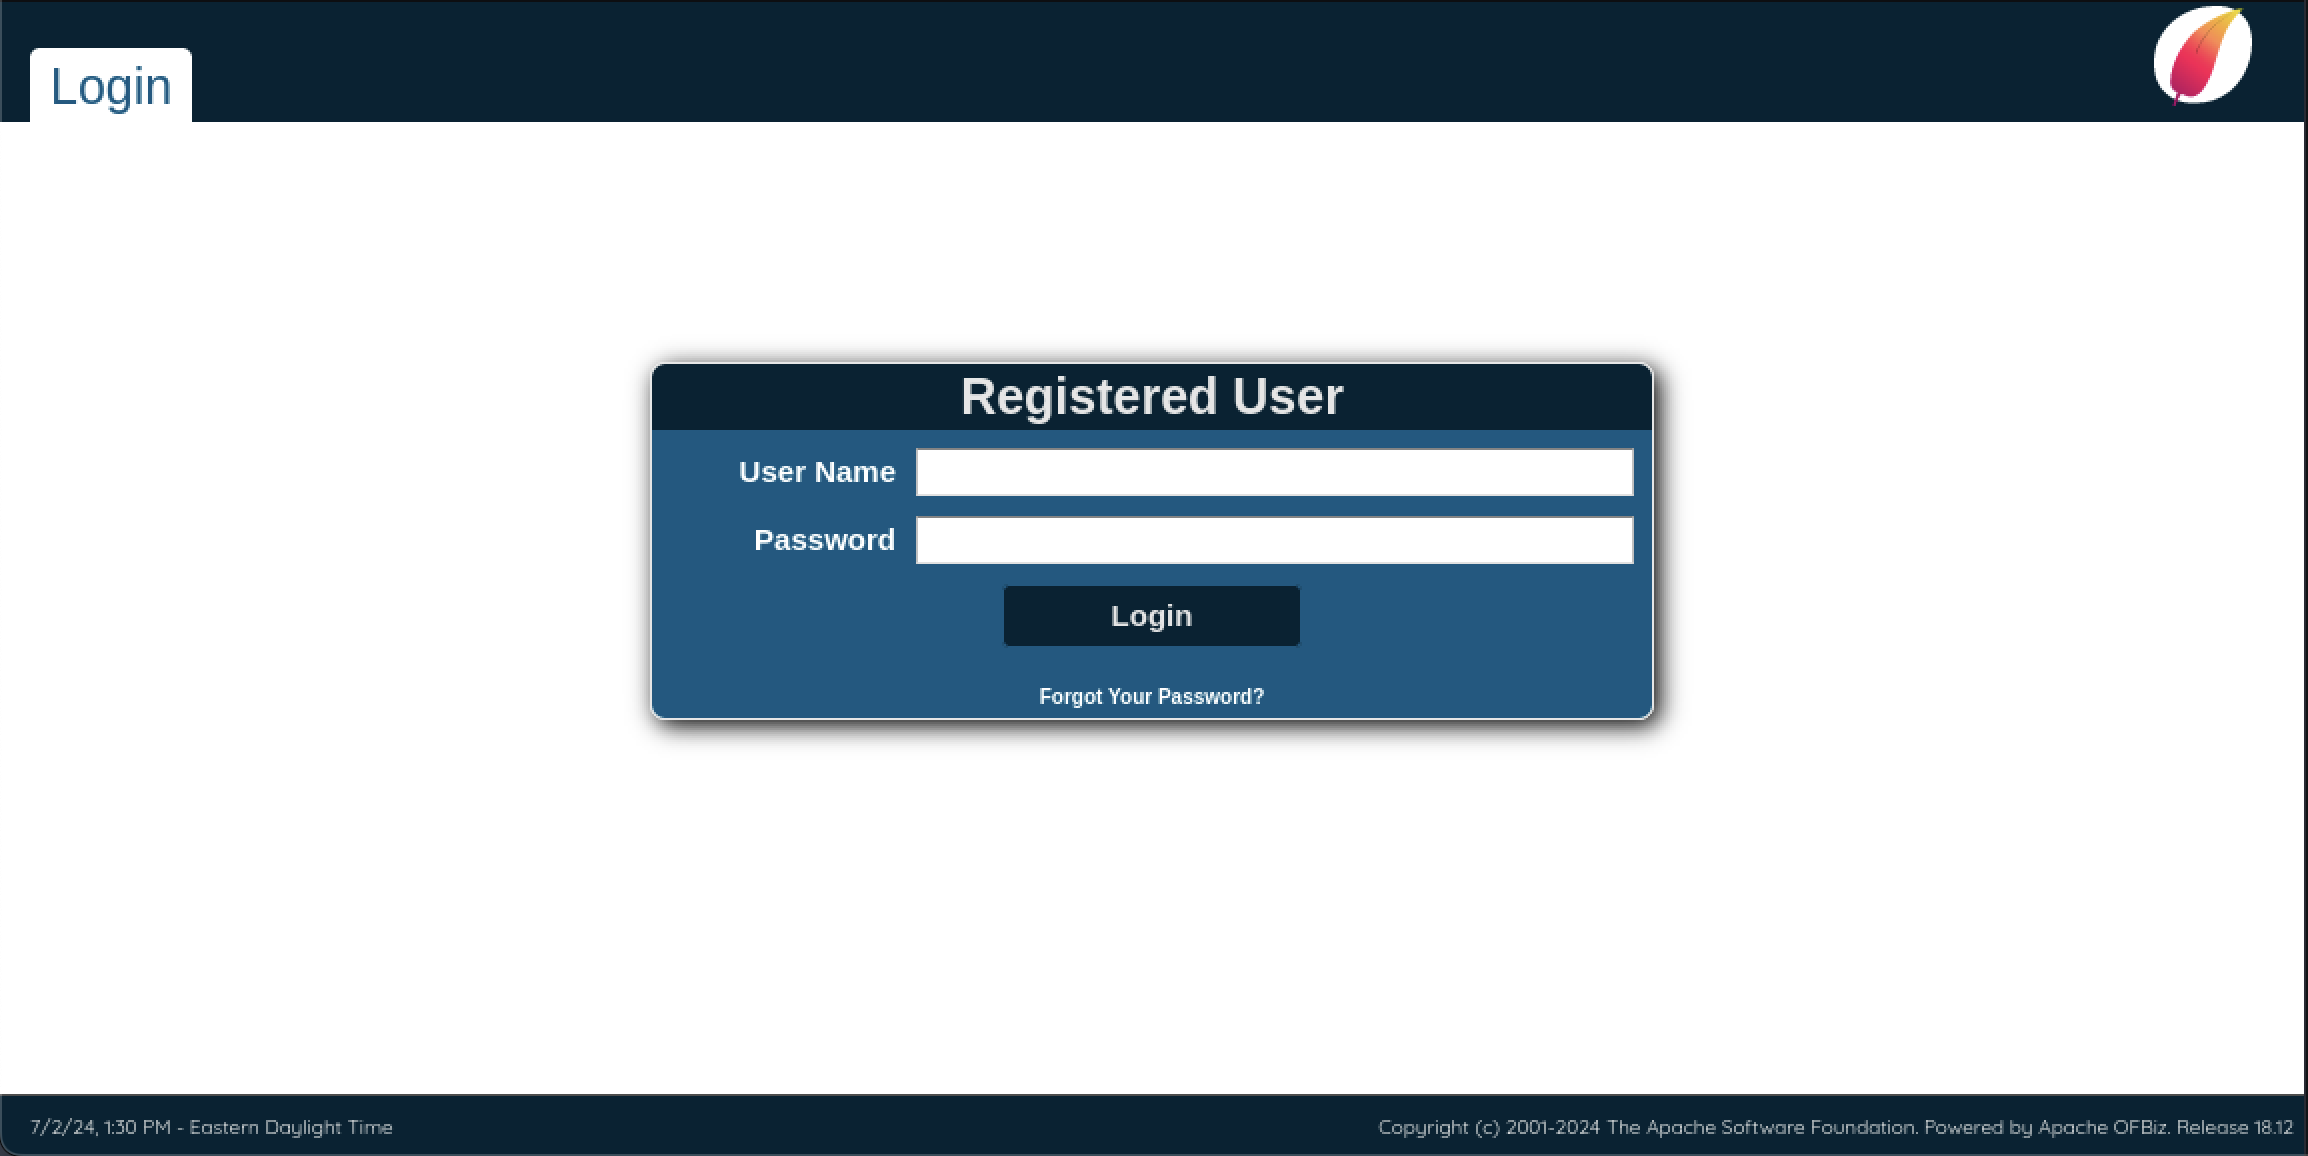 Login
Registered User
User Name
Password
Login
Forgot Your Password?
7/2/24, 1:30 PM - Eastern Daylight Time
Copyright (c) 2001-2024 The Apache Software Foundation. Powered by Apache OFBiz. Release 18.12